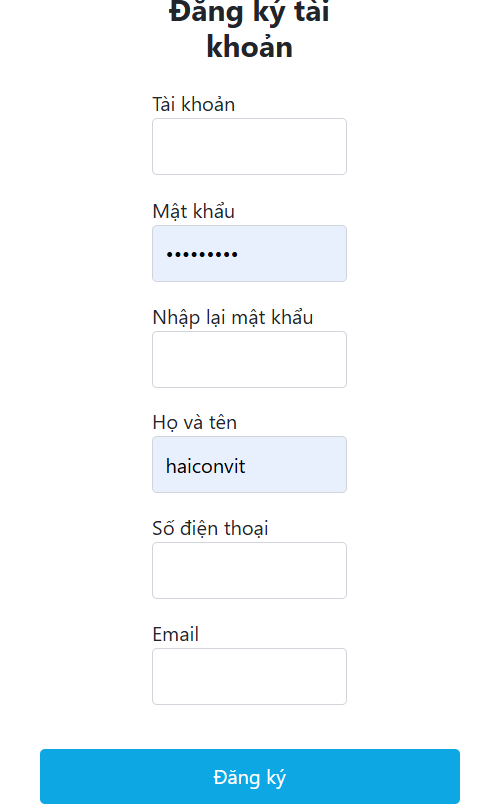 Đăng ký tài
khoản
Tài khoản
Mật khẩu
•••••••••
Nhập lại mật khẩu
Họ và tên
haiconvit
Số điện thoại
Email
Đăng ký